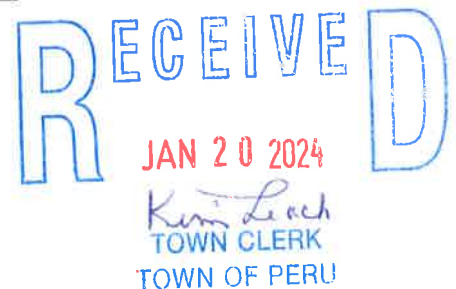 RECEIVED
JAN 20 2024
Kim Leach
TOWN CLERK
TOWN OF PERU